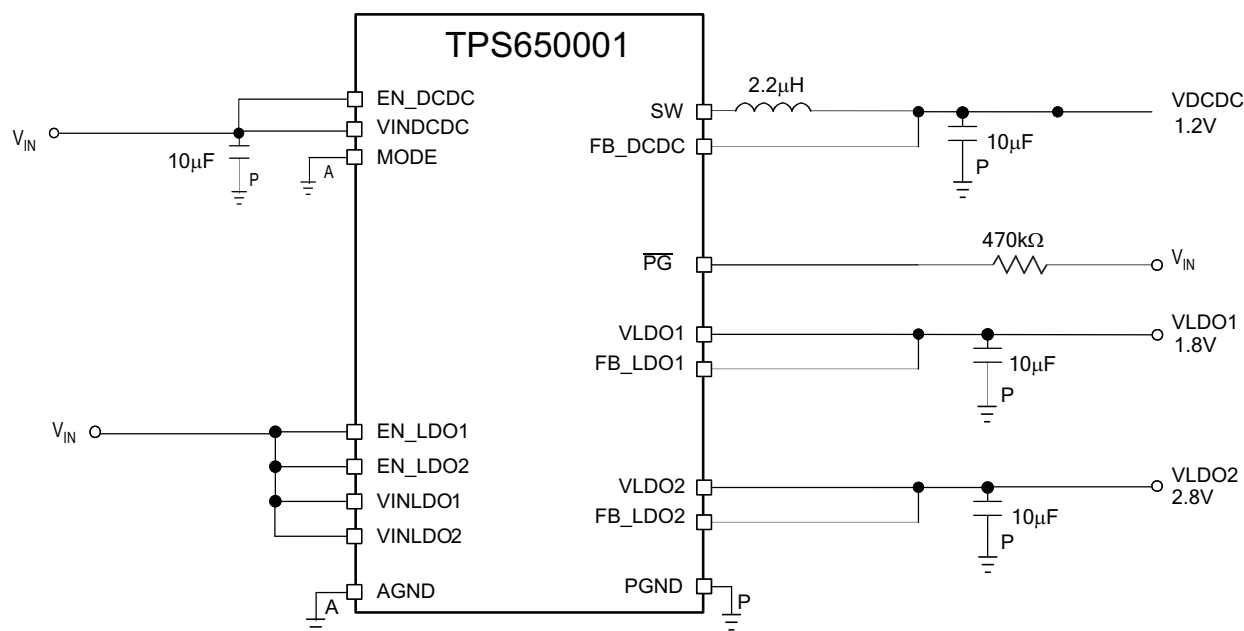 TPS650001
EN_DCDC
VINDCDC
MODE
V_IN
10μF
P
A
SW
FB_DCDC
2.2μH
VDCDC
1.2V
10μF
P
PG
470kΩ
V_IN
VLDO1
FB_LDO1
VLDO1
1.8V
10μF
P
V_IN
EN_LDO1
EN_LDO2
VINLDO1
VINLDO2
AGND
A
VLDO2
FB_LDO2
VLDO2
2.8V
10μF
P
PGND
P